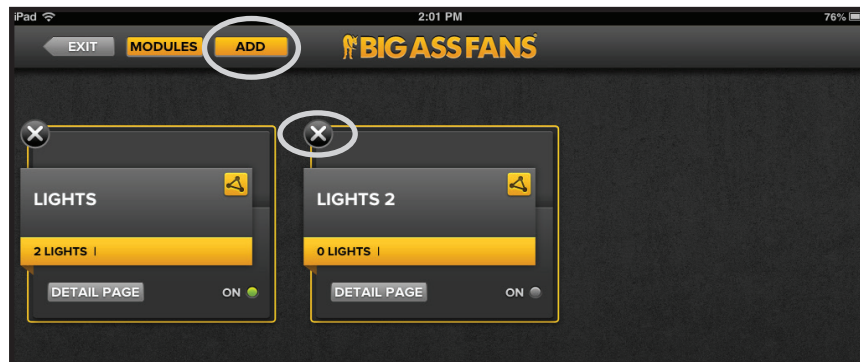 iPad 2:01 PM 76%
EXIT MODULES ADD BIG ASS FANS
LIGHTS LIGHTS 2
2 LIGHTS | 0 LIGHTS |
DETAIL PAGE ON DETAIL PAGE ON